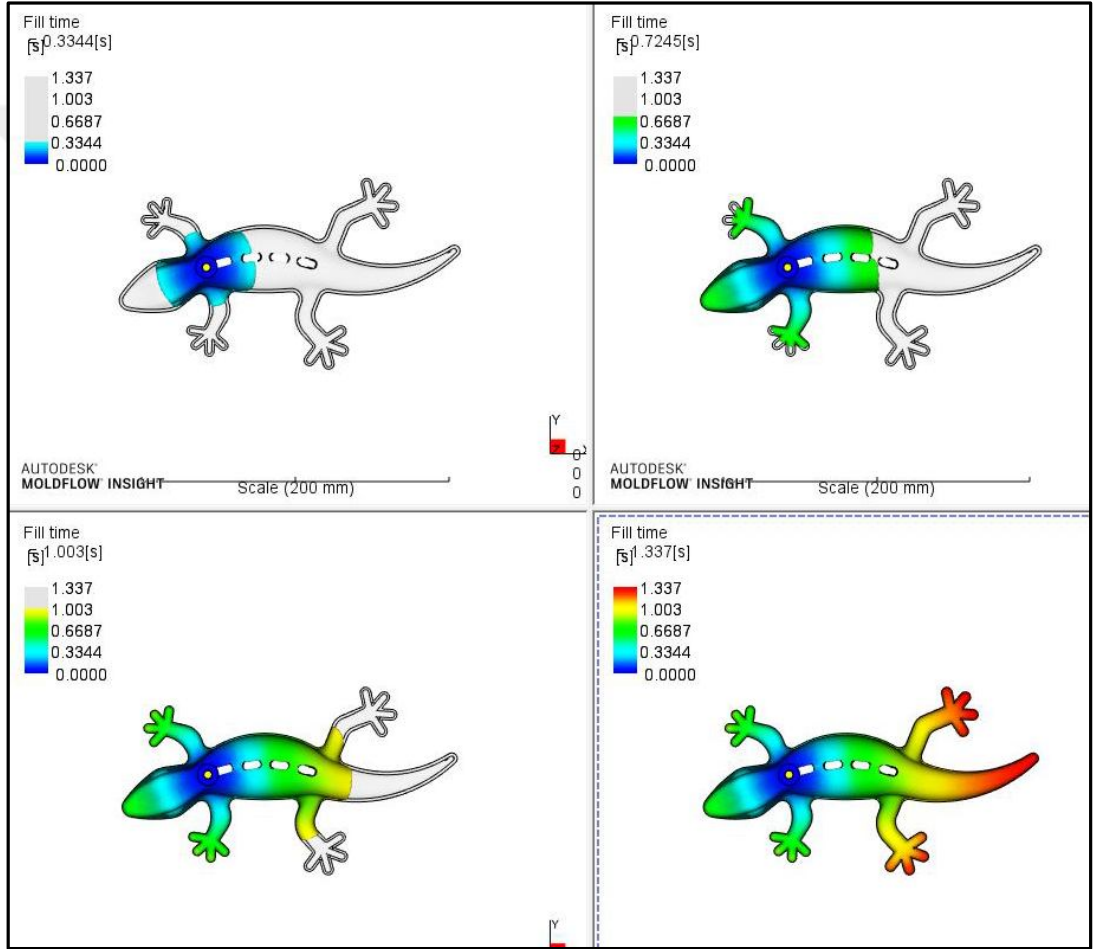 Fill time
= 0.3344[s]
[s]
1.337
1.003
0.6687
0.3344
0.0000
Y
Z
0
0
0
AUTODESK®
MOLDFLOW® INSIGHT
Scale (200 mm)
Fill time
= 0.7245[s]
[s]
1.337
1.003
0.6687
0.3344
0.0000
AUTODESK®
MOLDFLOW® INSIGHT
Scale (200 mm)
Fill time
= 1.003[s]
[s]
1.337
1.003
0.6687
0.3344
0.0000
Y
Fill time
= 1.337[s]
[s]
1.337
1.003
0.6687
0.3344
0.0000